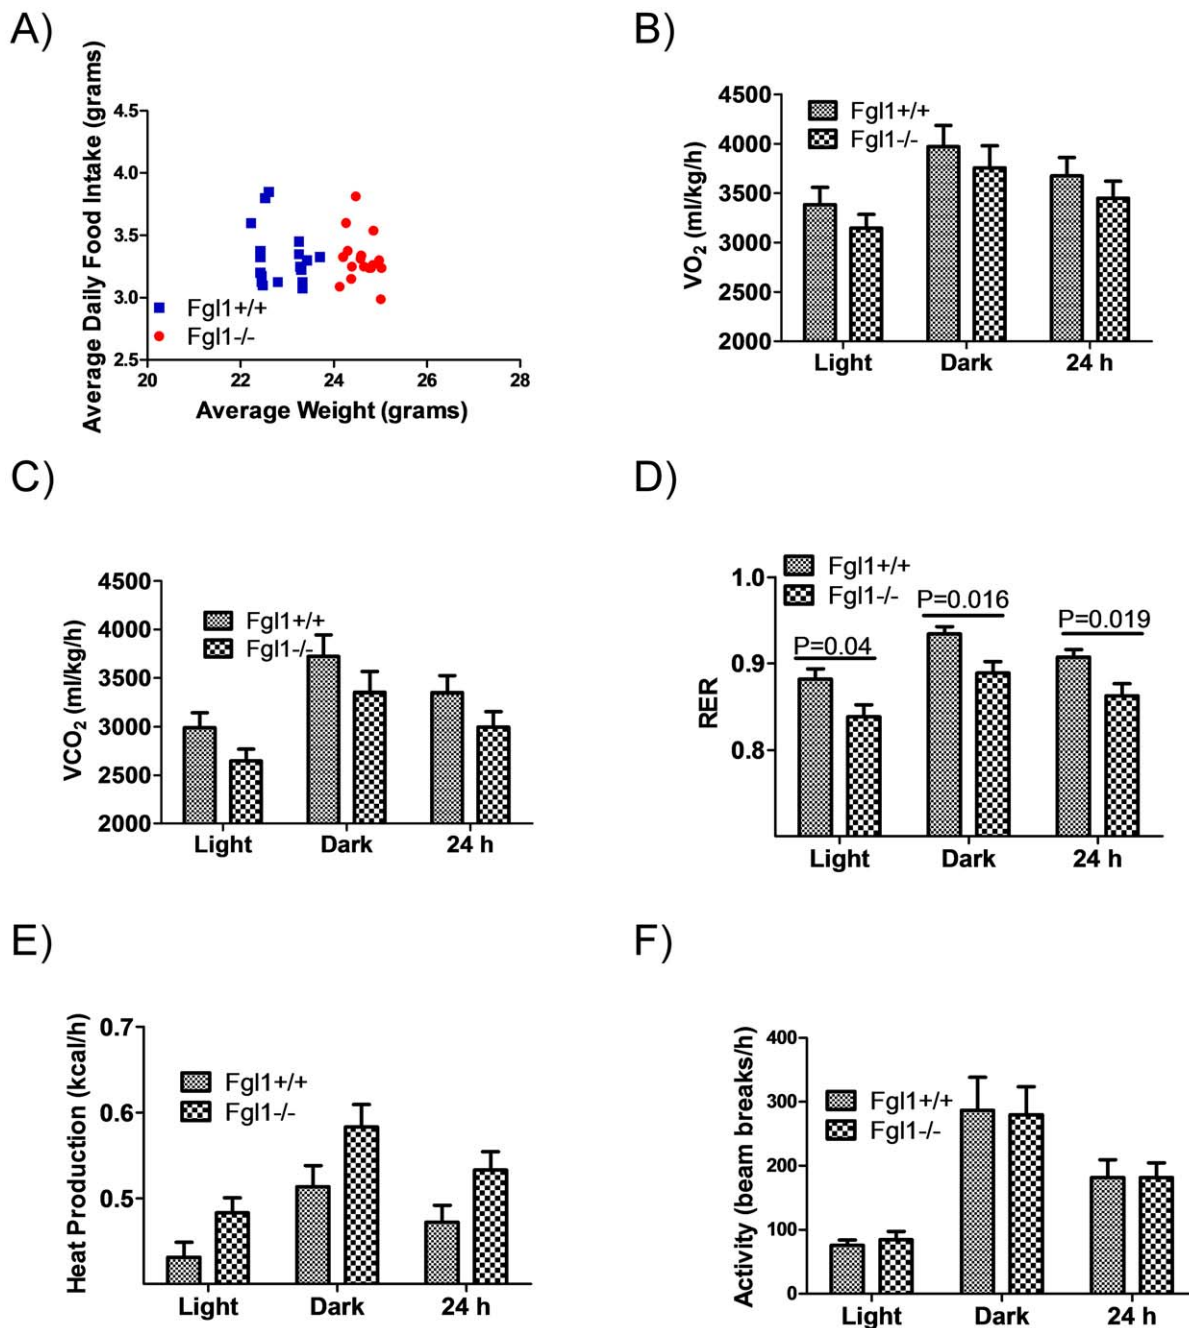 A)
Average Daily Food Intake (grams)
4.5
4.0
3.5
3.0
2.5
Fgl1+/+
Fgl1-/-
20 22 24 26 28
Average Weight (grams)
B)
VO2 (ml/kg/h)
4500
4000
3500
3000
2500
2000
Fgl1+/+
Fgl1-/-
Light Dark 24 h
C)
VCO2 (ml/kg/h)
4500
4000
3500
3000
2500
2000
Fgl1+/+
Fgl1-/-
Light Dark 24 h
D)
RER
1.0
0.9
0.8
Fgl1+/+
Fgl1-/-
P=0.04
P=0.016
P=0.019
Light Dark 24 h
E)
Heat Production (kcal/h)
0.7
0.6
0.5
Fgl1+/+
Fgl1-/-
Light Dark 24 h
F)
Activity (beam breaks/h)
400
300
200
100
0
Fgl1+/+
Fgl1-/-
Light Dark 24 h